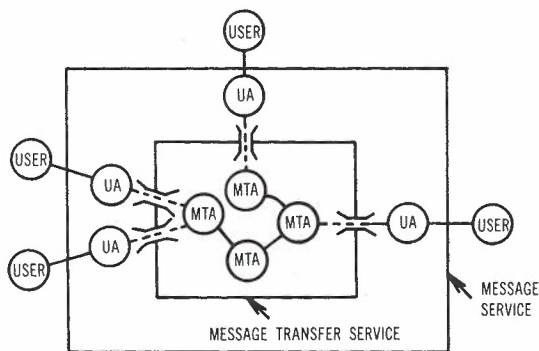 USER
UA
USER
UA
MTA
MTA
MTA
UA
USER
UA
MTA
USER
MESSAGE
SERVICE
MESSAGE TRANSFER SERVICE